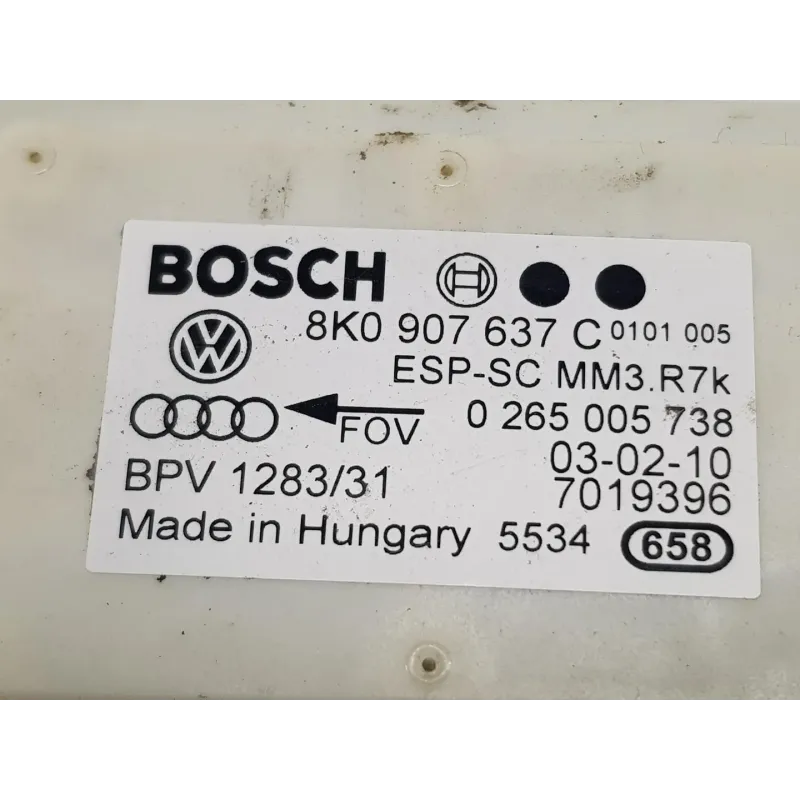 BOSCH
8K0 907 637 C 0101 005
ESP-SC MM3.R7k
FOV 0 265 005 738
03-02-10
BPV 1283/31 7019396
Made in Hungary 5534 658